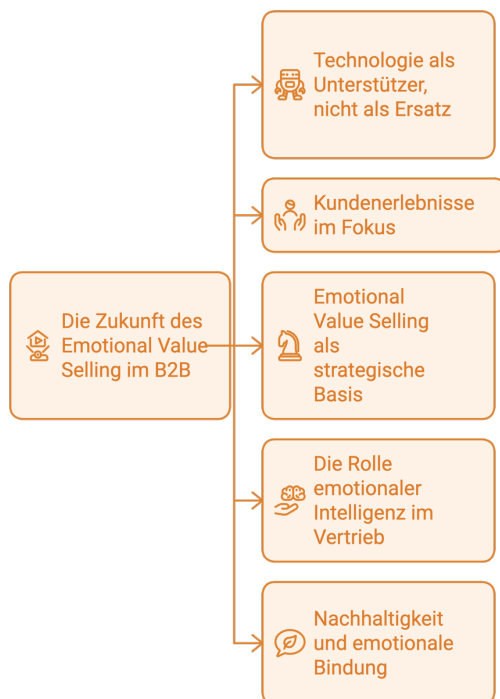 Technologie als
Unterstützer,
nicht als Ersatz
Kundenerlebnisse
im Fokus
Die Zukunft des
Emotional Value
Selling im B2B
Emotional
Value Selling
als
strategische
Basis
Die Rolle
emotionaler
Intelligenz im
Vertrieb
Nachhaltigkeit
und emotionale
Bindung